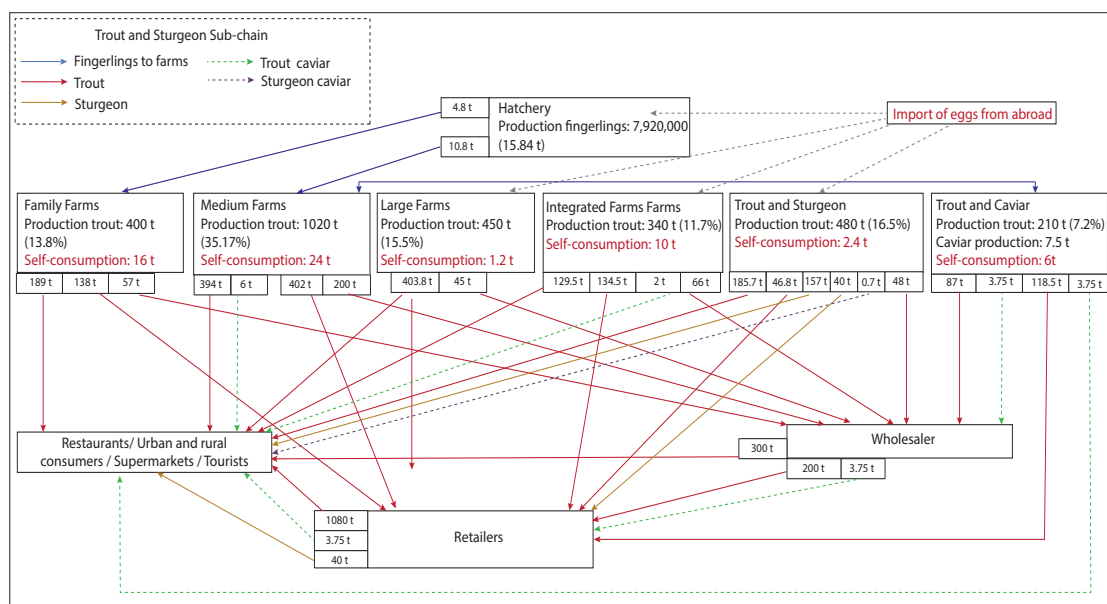 Trout and Sturgeon Sub-chain
Fingerlings to farms
Trout
Sturgeon
Trout caviar
Sturgeon caviar
4.8 t
10.8 t
Hatchery
Production fingerlings: 7,920,000
(15.84 t)
Import of eggs from abroad
Family Farms
Production trout: 400 t
(13.8%)
Self-consumption: 16 t
189 t
138 t
57 t
Medium Farms
Production trout: 1020 t
(35.17%)
Self-consumption: 24 t
394 t
6 t
402 t
200 t
Large Farms
Production trout: 450 t
(15.5%)
Self-consumption: 1.2 t
403.8 t
45 t
Integrated Farms Farms
Production trout: 340 t (11.7%)
Self-consumption: 10 t
129.5 t
134.5 t
2 t
66 t
Trout and Sturgeon
Production trout: 480 t (16.5%)
Self-consumption: 2.4 t
185.7 t
46.8 t
157 t
40 t
0.7 t
48 t
Trout and Caviar
Production trout: 210 t (7.2%)
Caviar production: 7.5 t
Self-consumption: 6t
87 t
3.75 t
118.5 t
3.75 t
Restaurants/ Urban and rural
consumers / Supermarkets / Tourists
Wholesaler
300 t
200 t
3.75 t
1080 t
3.75 t
40 t
Retailers